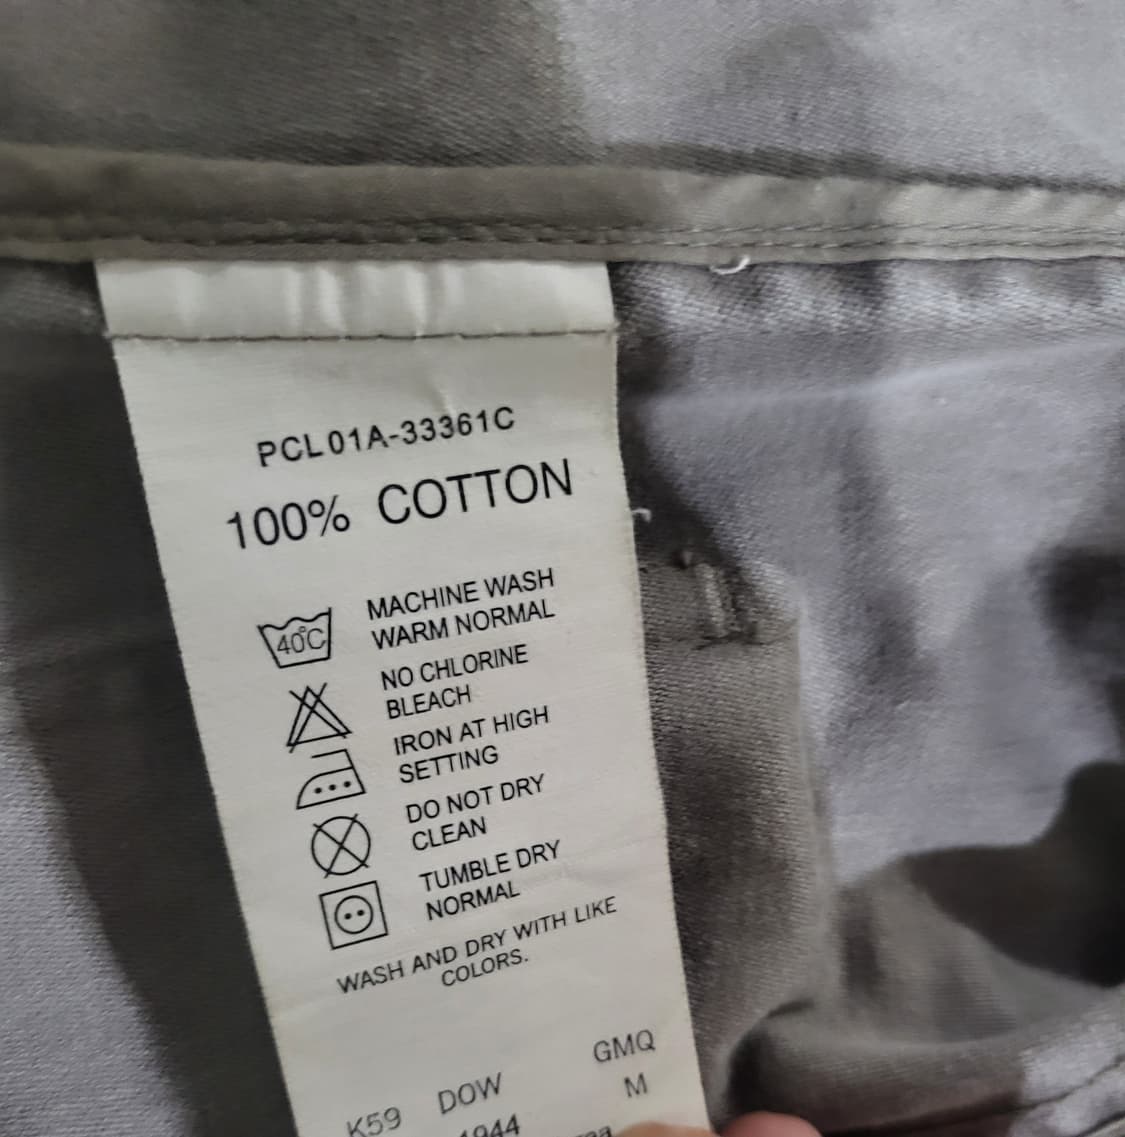 PCL01A-33361C
100% COTTON
40°C
MACHINE WASH
WARM NORMAL
NO CHLORINE
BLEACH
IRON AT HIGH
SETTING
DO NOT DRY
CLEAN
TUMBLE DRY
NORMAL
WASH AND DRY WITH LIKE
COLORS.
GMQ
K59 DOW M